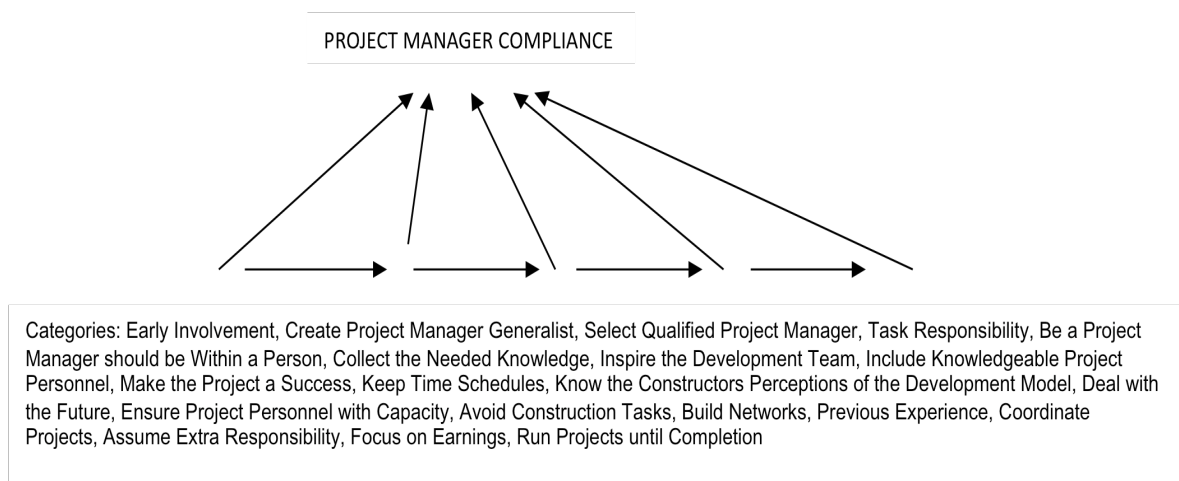 PROJECT MANAGER COMPLIANCE
Categories: Early Involvement, Create Project Manager Generalist, Select Qualified Project Manager, Task Responsibility, Be a Project
Manager should be Within a Person, Collect the Needed Knowledge, Inspire the Development Team, Include Knowledgeable Project
Personnel, Make the Project a Success, Keep Time Schedules, Know the Constructors Perceptions of the Development Model, Deal with
the Future, Ensure Project Personnel with Capacity, Avoid Construction Tasks, Build Networks, Previous Experience, Coordinate
Projects, Assume Extra Responsibility, Focus on Earnings, Run Projects until Completion